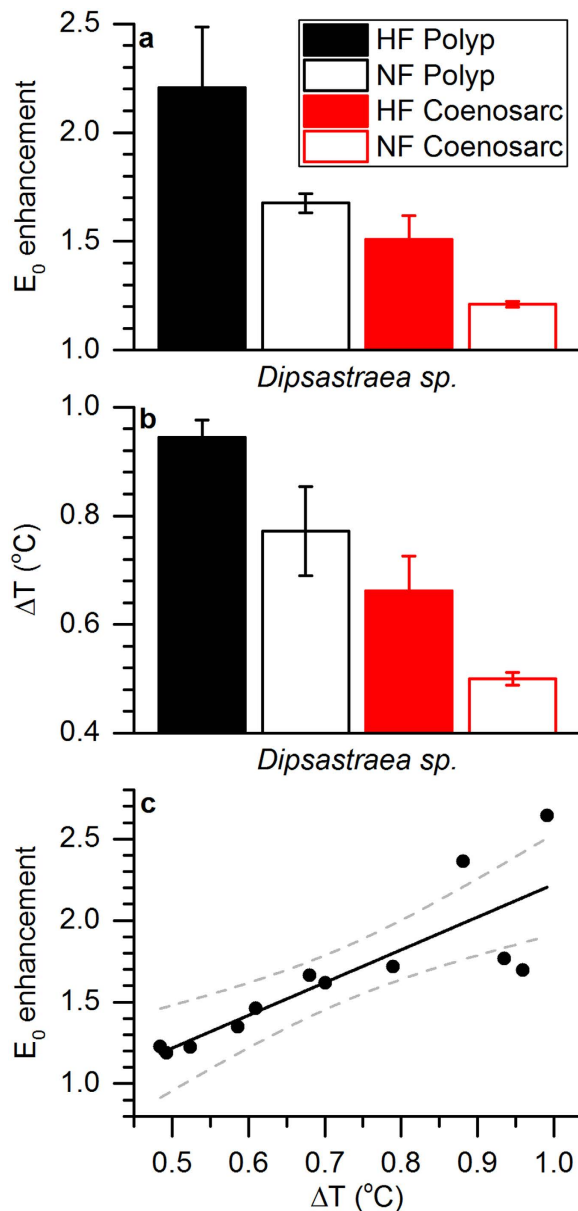 a
HF Polyp
NF Polyp
HF Coenosarc
NF Coenosarc
E₀ enhancement
2.5
2.0
1.5
1.0
Dipsastraea sp.
b
ΔT (°C)
1.0
0.8
0.6
0.4
Dipsastraea sp.
c
E₀ enhancement
2.5
2.0
1.5
1.0
0.5 0.6 0.7 0.8 0.9 1.0
ΔT (°C)